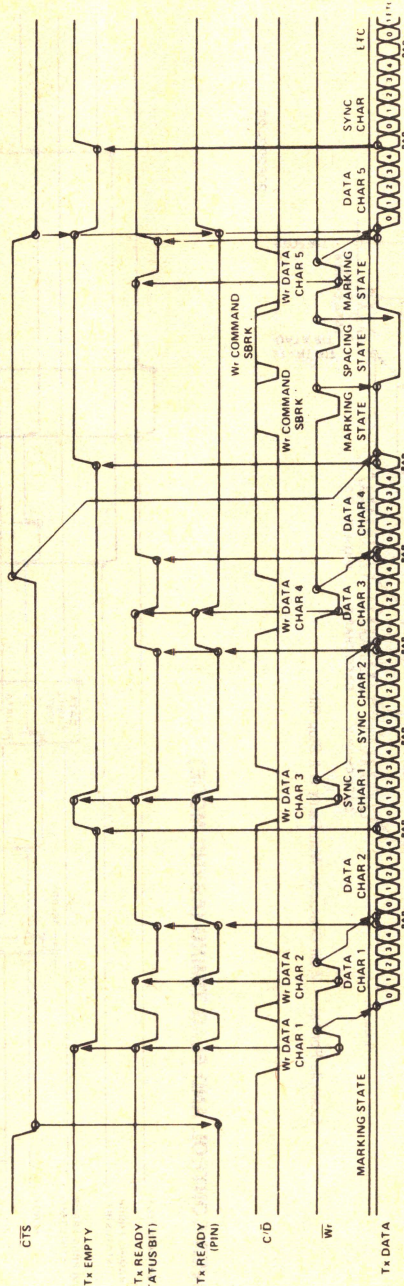 CTS
Tx EMPTY
Tx READY
ATUS BIT)
Tx READY
(PIN)
C/D
Wr DATA
CHAR 1
Wr DATA
CHAR 2
Wr DATA
CHAR 3
Wr DATA
CHAR 4
Wr COMMAND
SBRK
Wr COMMAND
SBRK
Wr DATA
CHAR 5
Wr
MARKING STATE
DATA
CHAR 1
DATA
CHAR 2
SYNC
CHAR 1
SYNC CHAR 2
DATA
CHAR 3
DATA
CHAR 4
MARKING
STATE
SPACING
STATE
MARKING
STATE
DATA
CHAR 5
SYNC
CHAR
ETC
Tx DATA